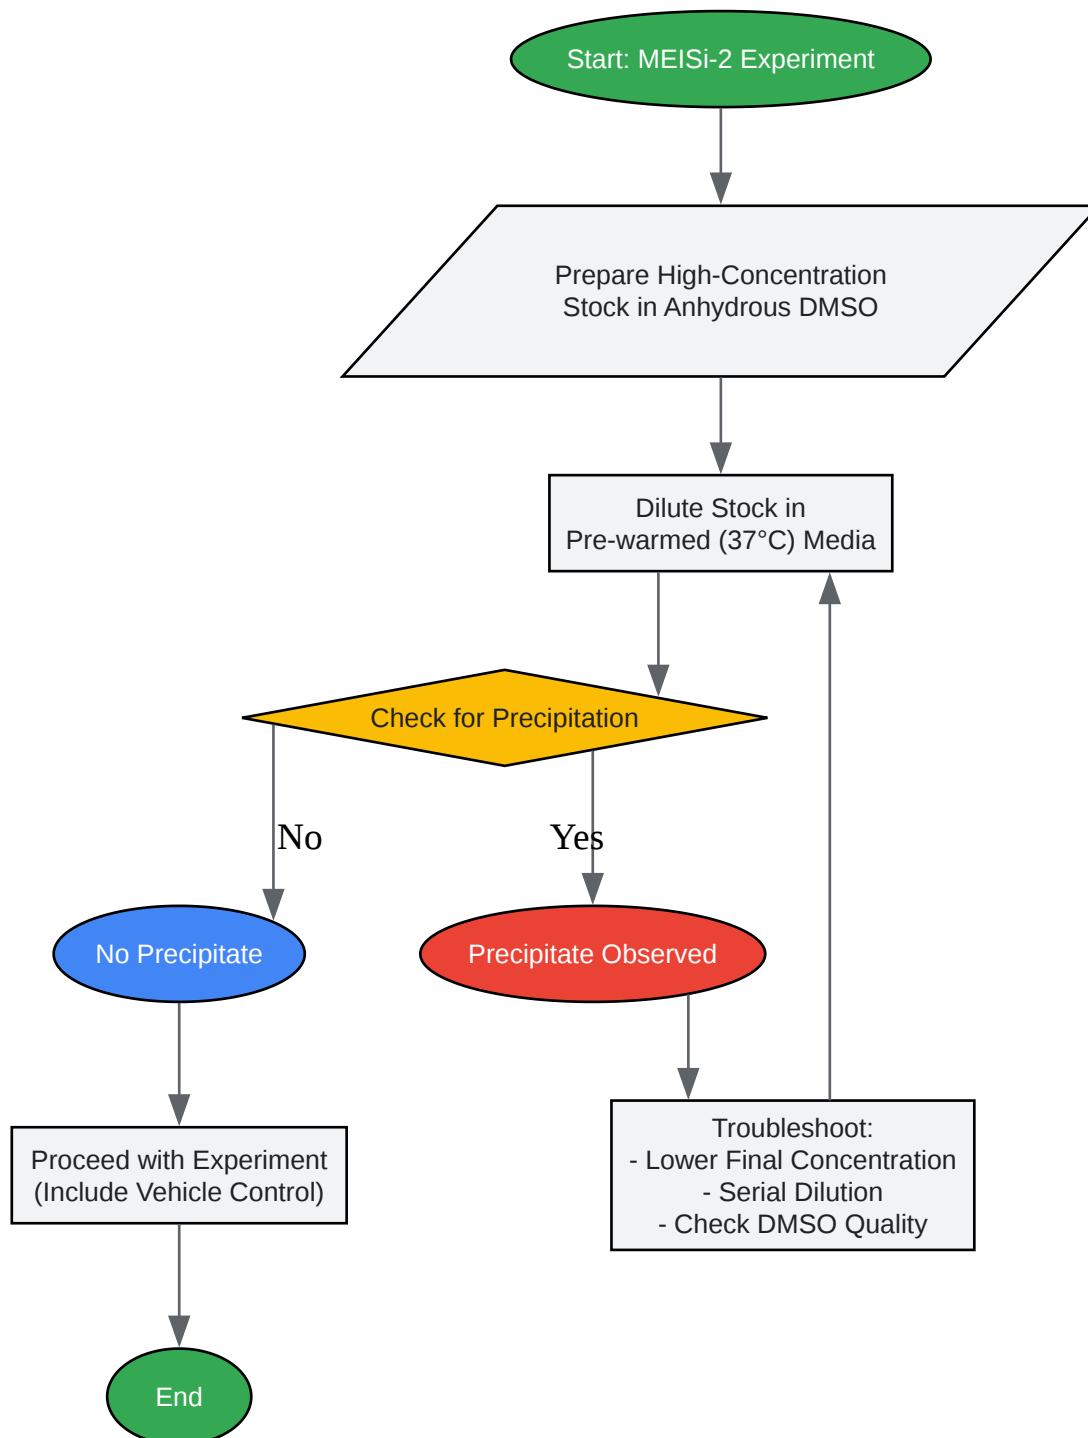 Start: MEISi-2 Experiment
Prepare High-Concentration
Stock in Anhydrous DMSO
Dilute Stock in
Pre-warmed (37°C) Media
Check for Precipitation
No
Yes
No Precipitate
Precipitate Observed
Proceed with Experiment
(Include Vehicle Control)
Troubleshoot:
- Lower Final Concentration
- Serial Dilution
- Check DMSO Quality
End